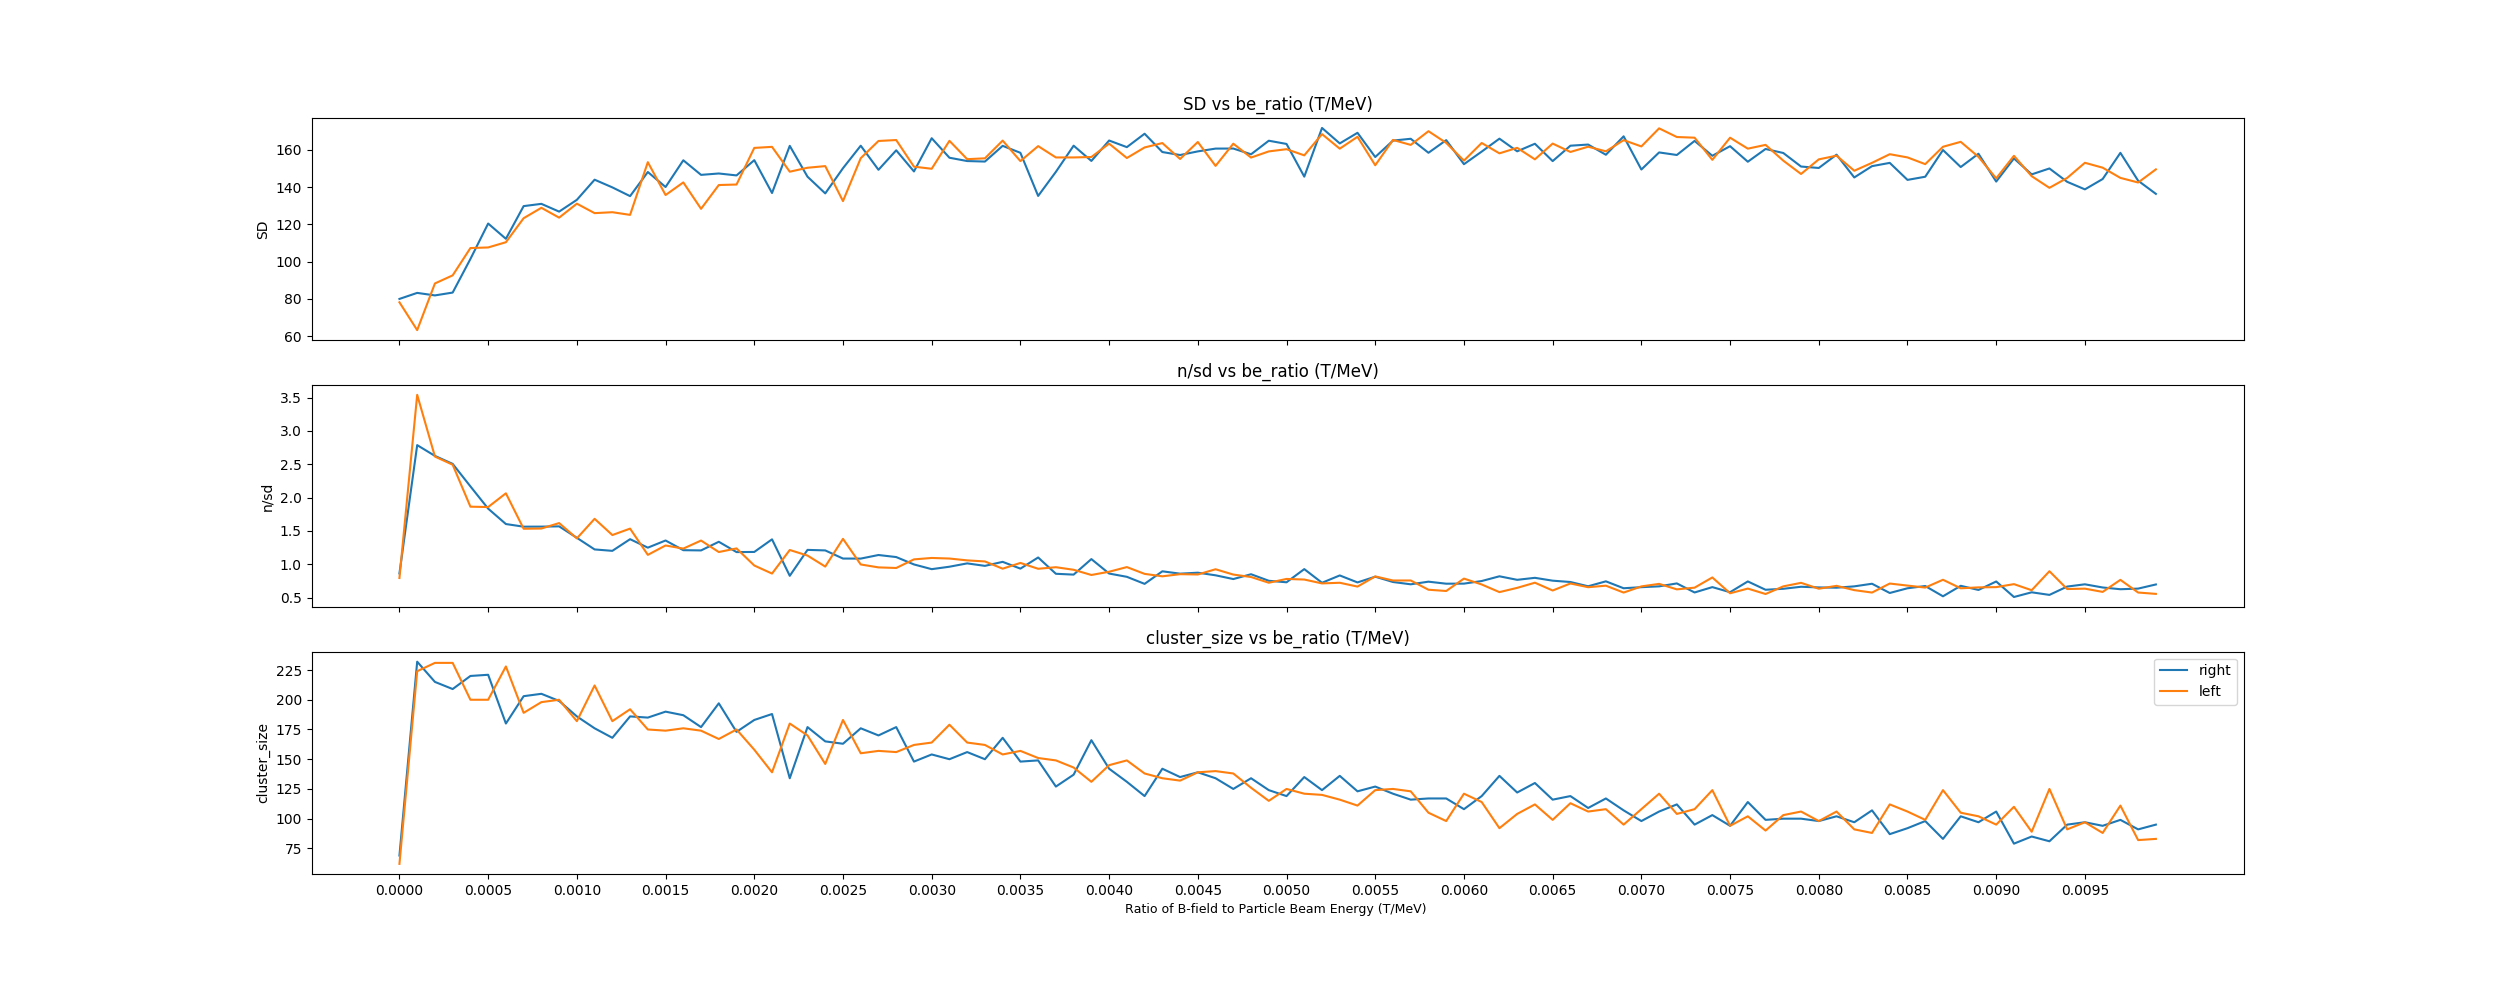 SD vs be_ratio (T/MeV)
160
140
120
100
80
60
SD
n/sd vs be_ratio (T/MeV)
3.5
3.0
2.5
2.0
1.5
1.0
0.5
n/sd
cluster_size vs be_ratio (T/MeV)
225
200
175
150
125
100
75
cluster_size
right
left
0.0000 0.0005 0.0010 0.0015 0.0020 0.0025 0.0030 0.0035 0.0040 0.0045 0.0050 0.0055 0.0060 0.0065 0.0070 0.0075 0.0080 0.0085 0.0090 0.0095
Ratio of B-field to Particle Beam Energy (T/MeV)